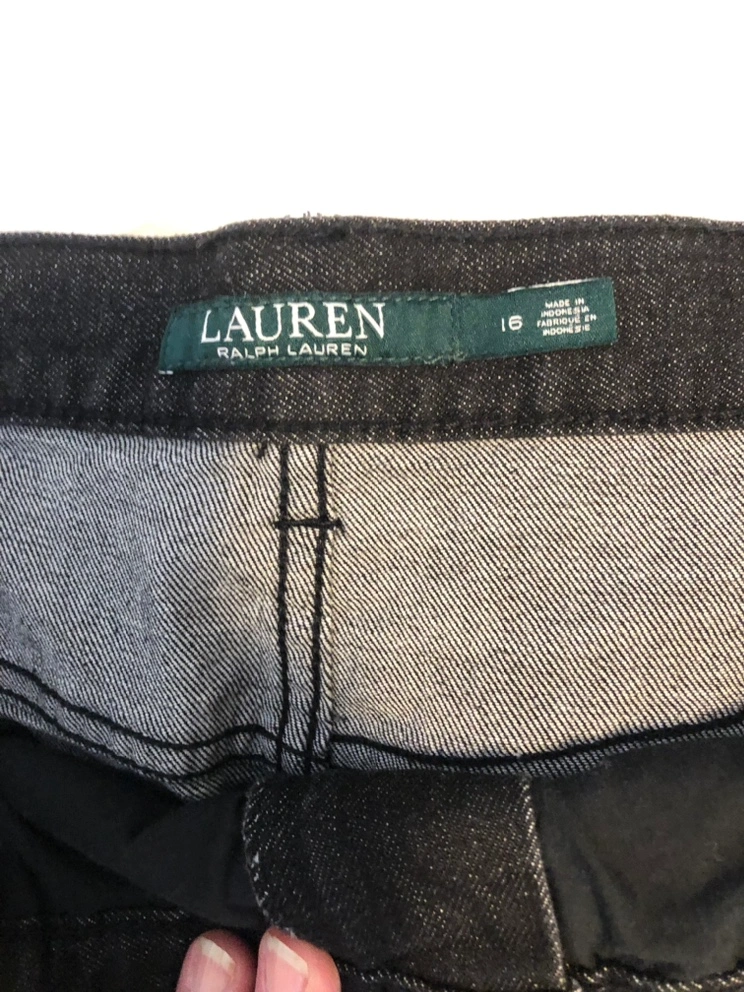 LAUREN
RALPH LAUREN
16
MADE IN
INDONESIA
FABRIQUÉ EN
INDONÉSIE